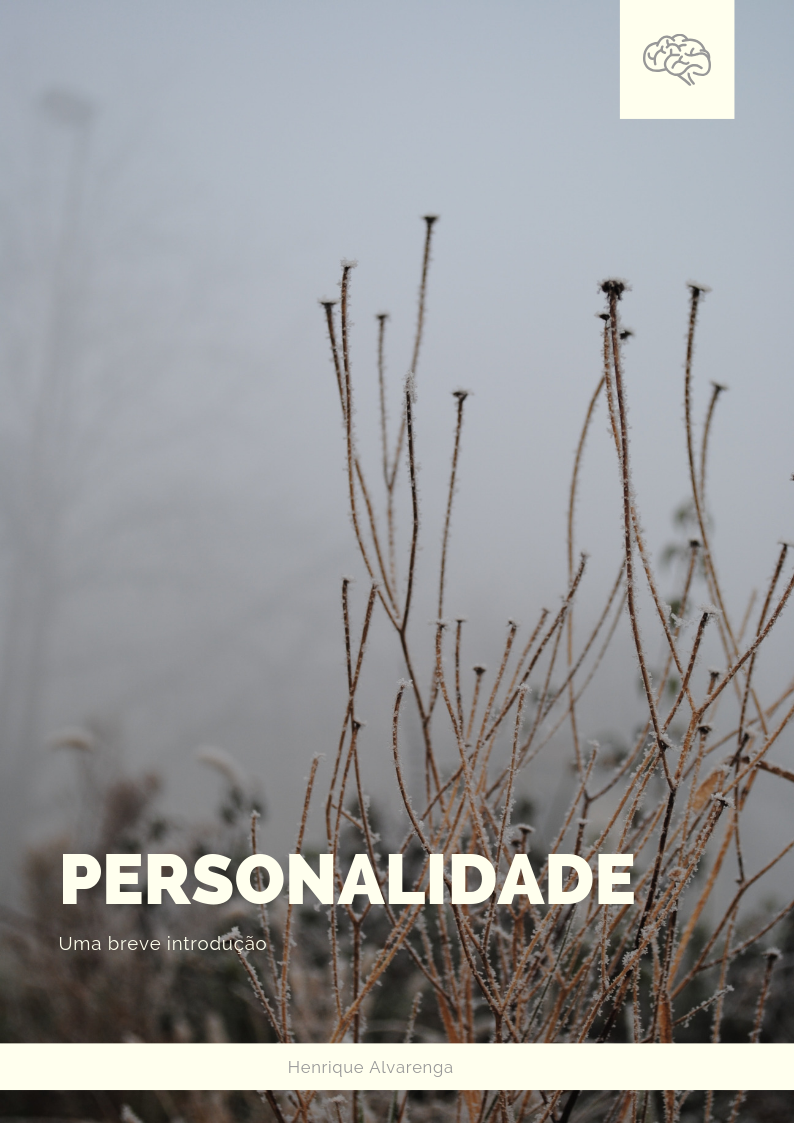 PERSONALIDADE
Uma breve introdução
Henrique Alvarenga